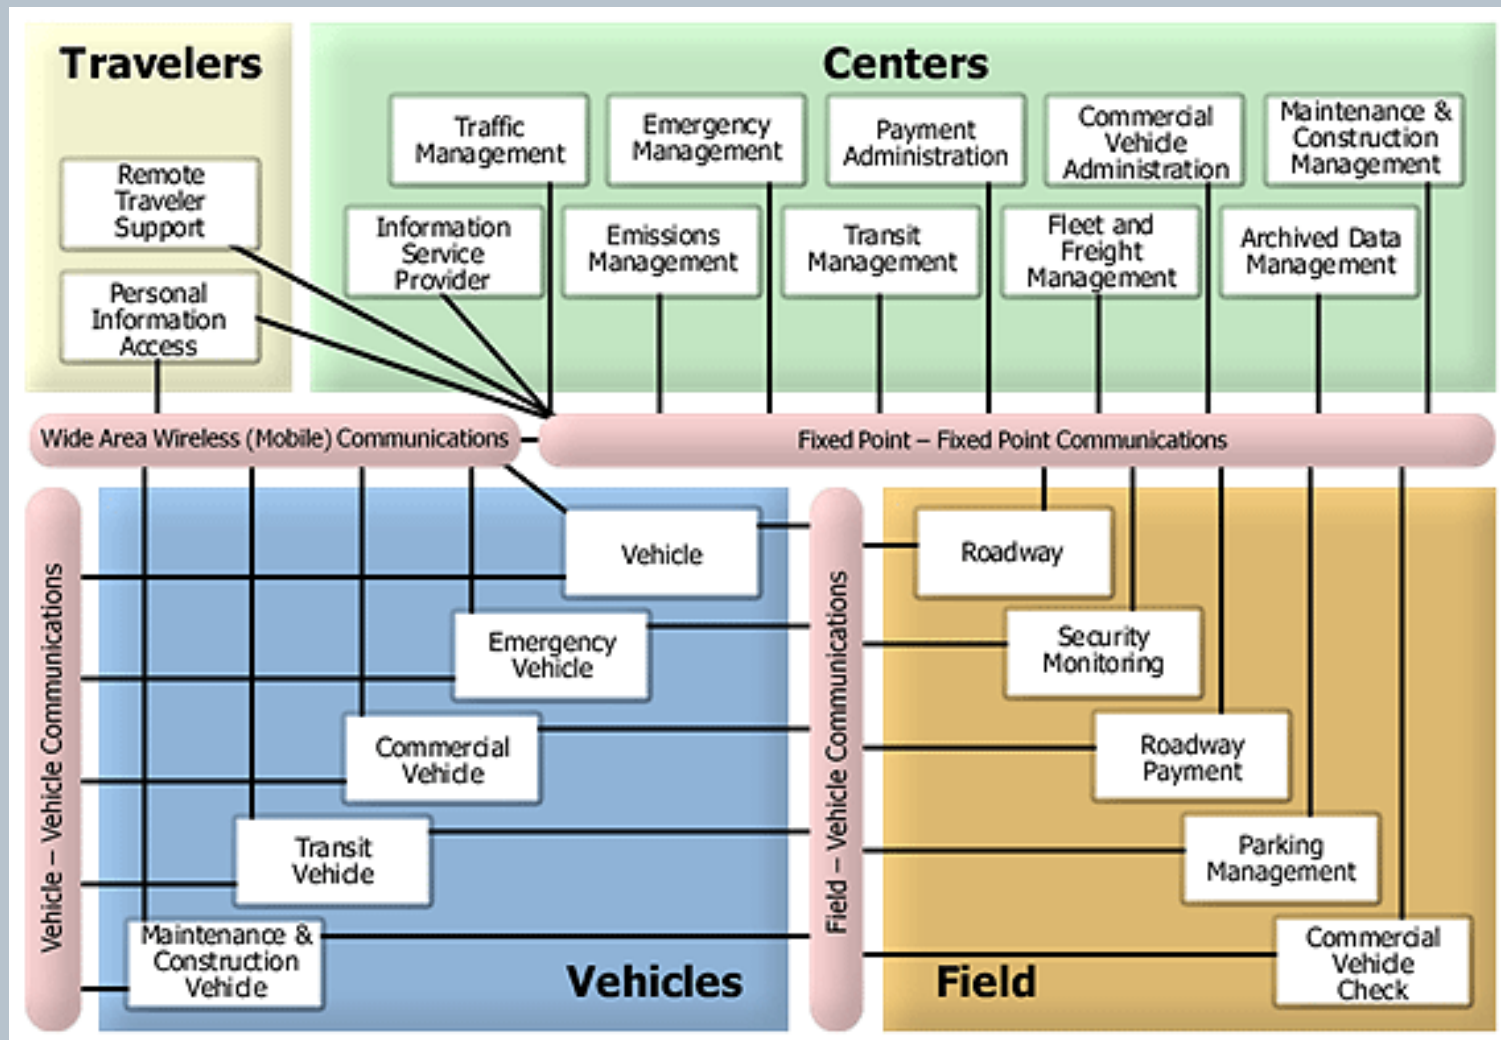 Travelers
Remote
Traveler
Support
Personal
Information
Access
Centers
Traffic
Management
Emergency
Management
Payment
Administration
Commercial
Vehicle
Administration
Maintenance &
Construction
Management
Information
Service
Provider
Emissions
Management
Transit
Management
Fleet and
Freight
Management
Archived Data
Management
Wide Area Wireless (Mobile) Communications
Fixed Point – Fixed Point Communications
Vehicle – Vehicle Communications
Vehicle
Emergency
Vehicle
Commercial
Vehicle
Transit
Vehicle
Maintenance &
Construction
Vehicle
Vehicles
Field – Vehicle Communications
Roadway
Security
Monitoring
Roadway
Payment
Parking
Management
Commercial
Vehicle
Check
Field